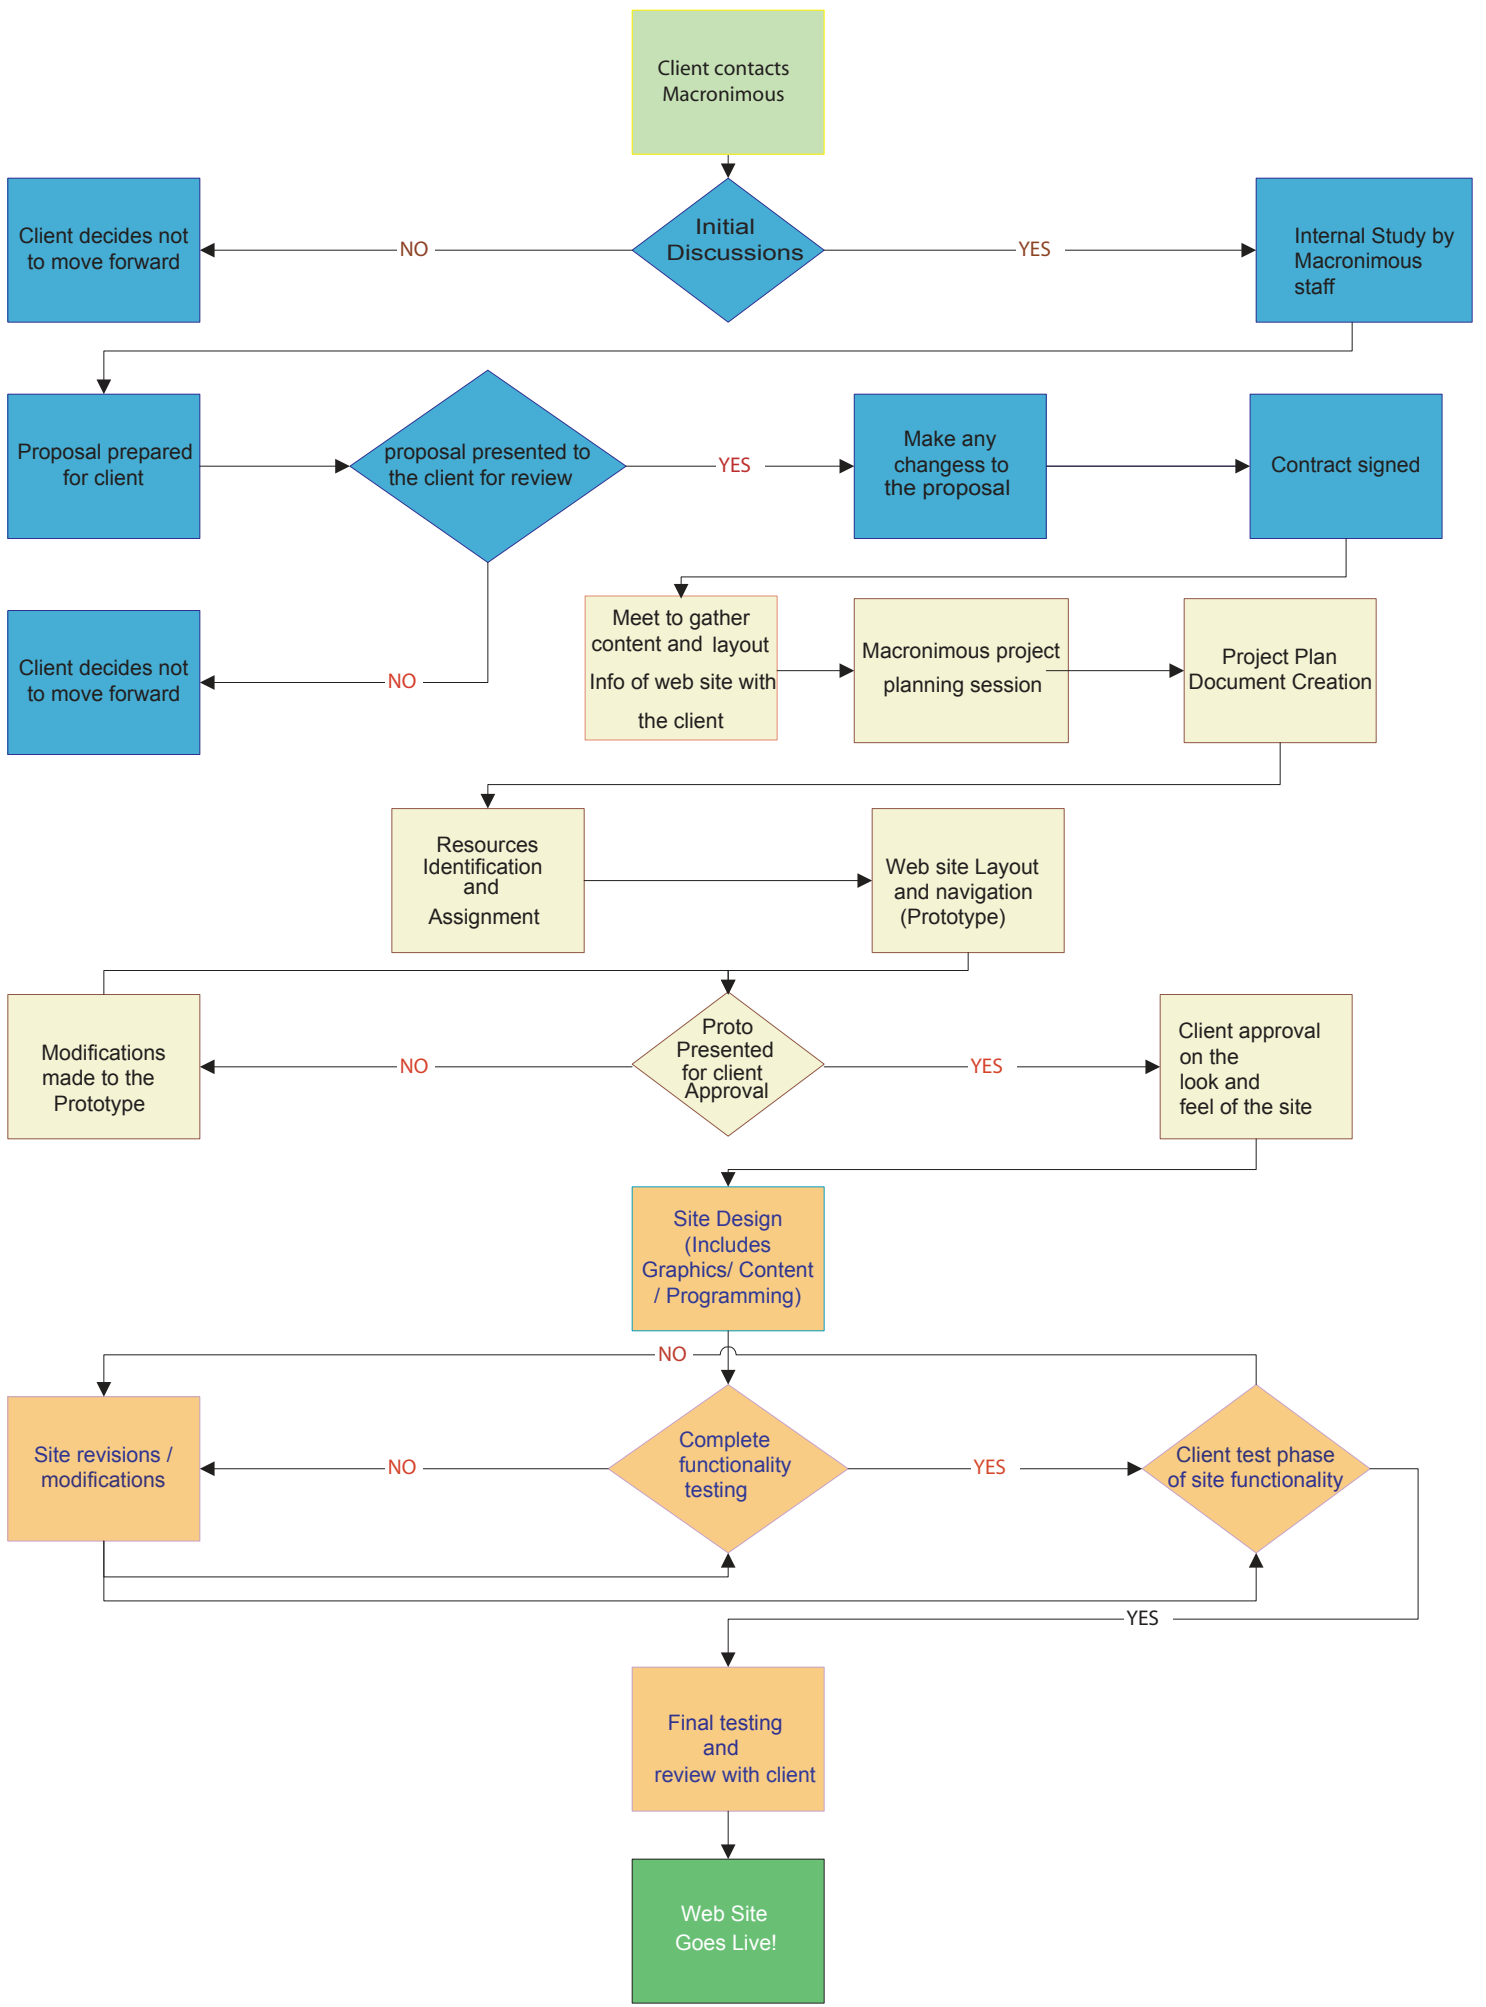 Client contacts
Macronimous
Client decides not
to move forward
NO
Initial
Discussions
YES
Internal Study by
Macronimous
staff
Proposal prepared
for client
proposal presented to
the client for review
YES
Make any
changess to
the proposal
Contract signed
Client decides not
to move forward
NO
Meet to gather
content and layout
Info of web site with
the client
Macronimous project
planning session
Project Plan
Document Creation
Resources
Identification
and
Assignment
Web site Layout
and navigation
(Prototype)
Modifications
made to the
Prototype
NO
Proto
Presented
for client
Approval
YES
Client approval
on the
look and
feel of the site
Site Design
(Includes
Graphics/ Content
/ Programming)
NO
Site revisions /
modifications
NO
Complete
functionality
testing
YES
Client test phase
of site functionality
YES
Final testing
and
review with client
Web Site
Goes Live!